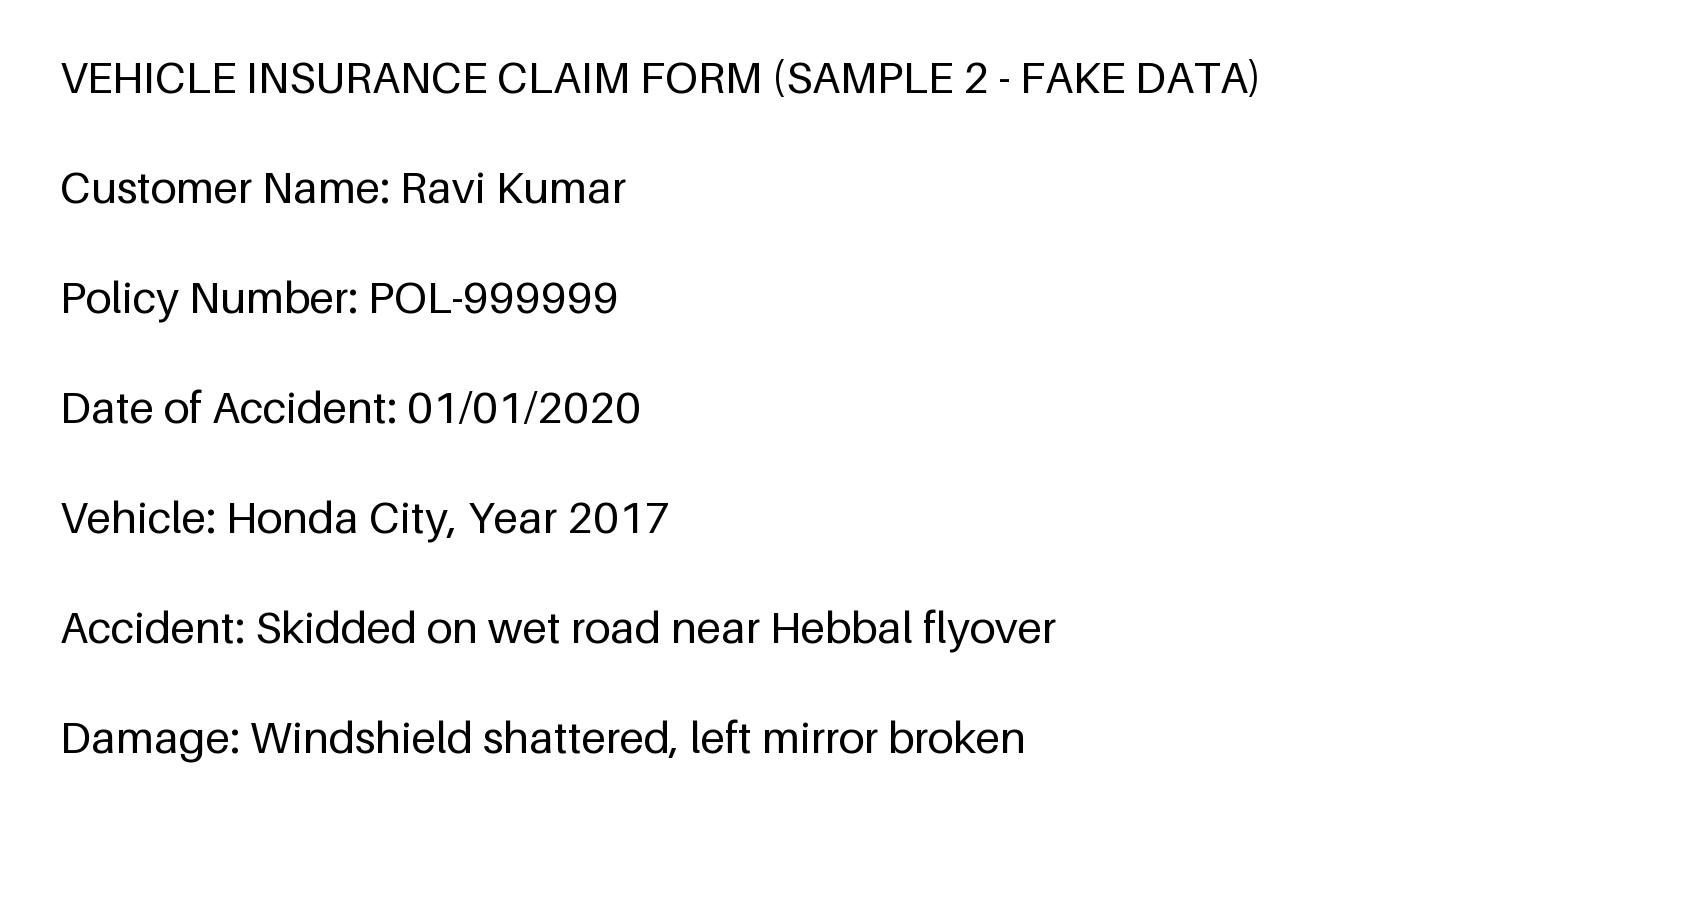 VEHICLE INSURANCE CLAIM FORM (SAMPLE 2 - FAKE DATA)
Customer Name: Ravi Kumar
Policy Number: POL-999999
Date of Accident: 01/01/2020
Vehicle: Honda City, Year 2017
Accident: Skidded on wet road near Hebbal flyover
Damage: Windshield shattered, left mirror broken